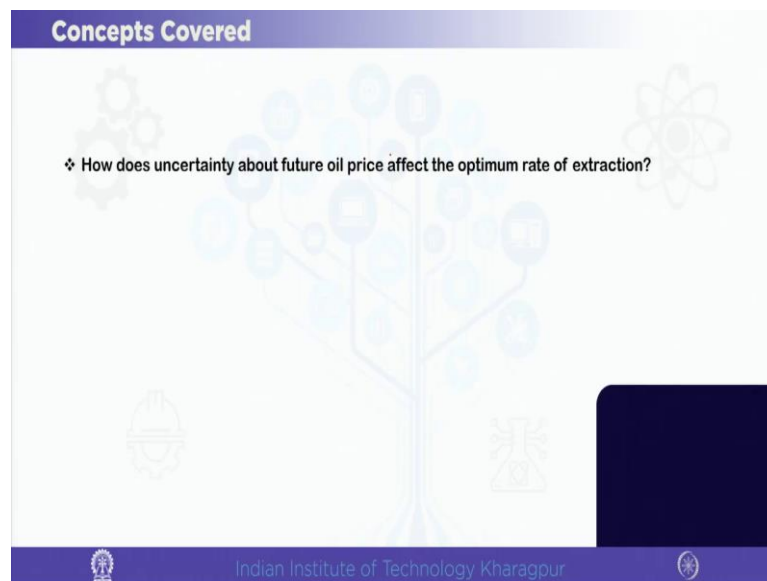 Concepts Covered
❖ How does uncertainty about future oil price affect the optimum rate of extraction?
Indian Institute of Technology Kharagpur